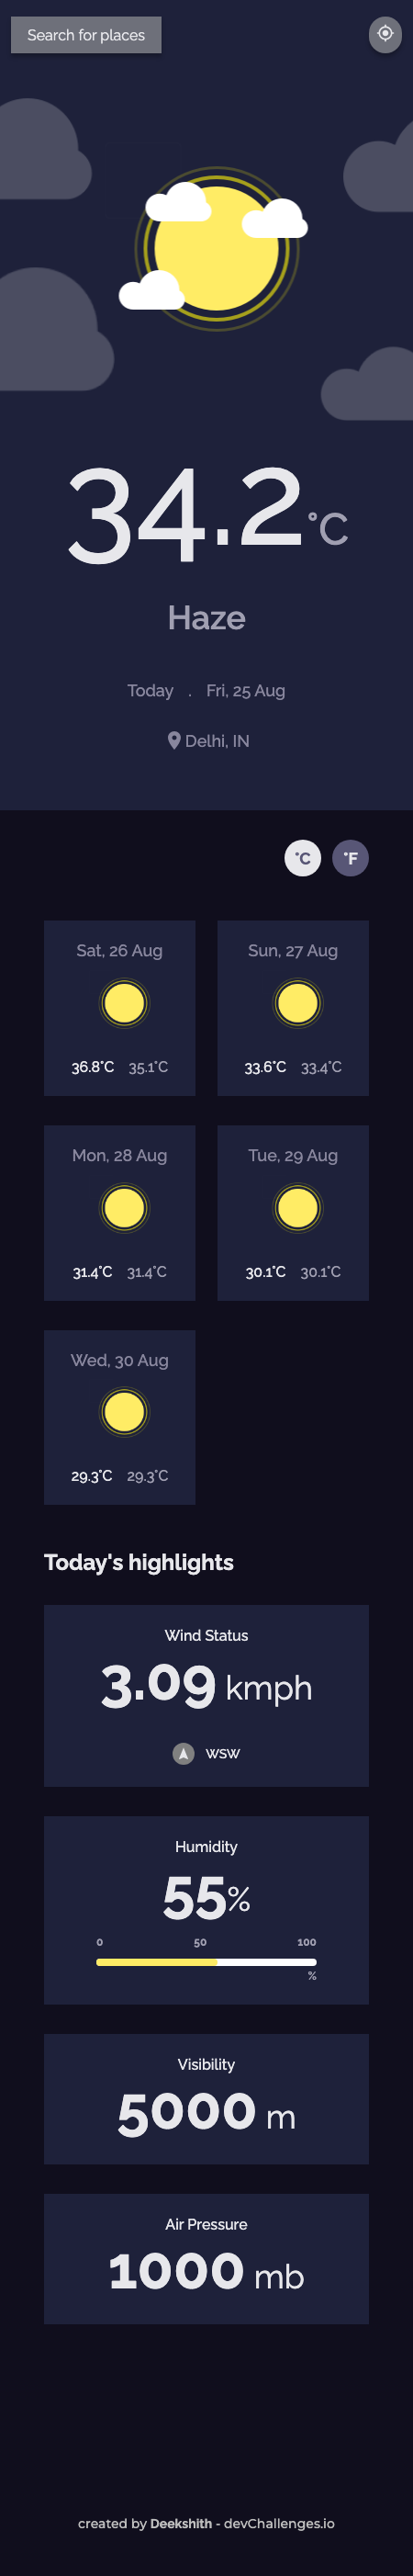 Search for places
34.2°C
Haze
Today . Fri, 25 Aug
Delhi, IN
°C °F
Sat, 26 Aug
36.8°C 35.1°C
Sun, 27 Aug
33.6°C 33.4°C
Mon, 28 Aug
31.4°C 31.4°C
Tue, 29 Aug
30.1°C 30.1°C
Wed, 30 Aug
29.3°C 29.3°C
Today's highlights
Wind Status
3.09 kmph
WSW
Humidity
55%
0 50 100
%
Visibility
5000 m
Air Pressure
1000 mb
created by Deekshith - devChallenges.io